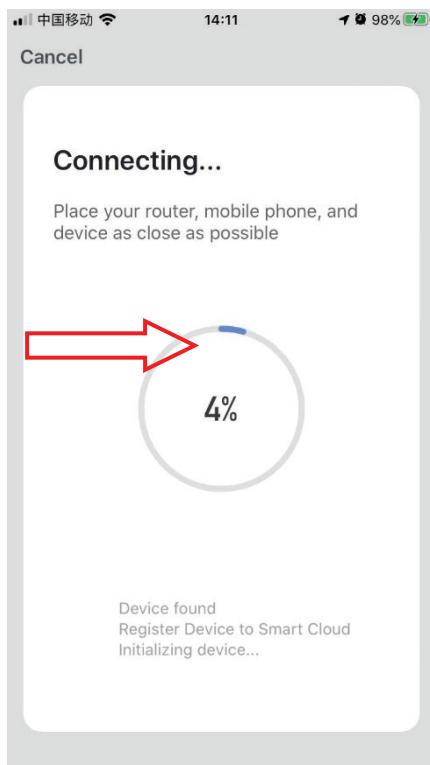 中国移动 14:11 98%
Cancel
Connecting...
Place your router, mobile phone, and
device as close as possible
4%
Device found
Register Device to Smart Cloud
Initializing device...